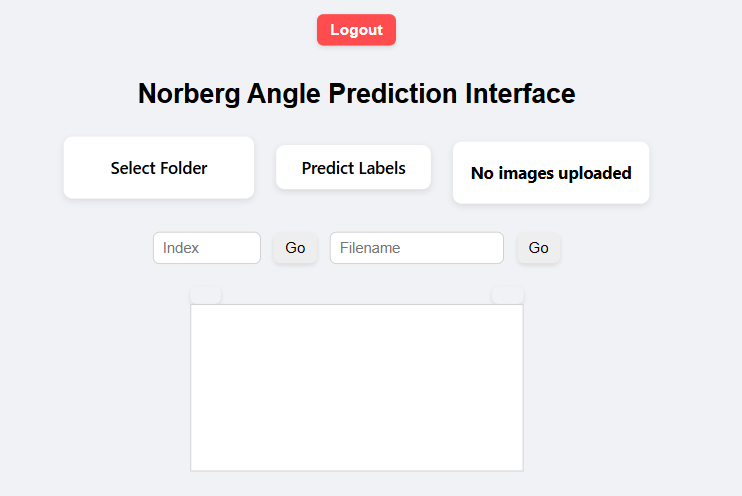 Logout
Norberg Angle Prediction Interface
Select Folder
Predict Labels
No images uploaded
Index
Go
Filename
Go